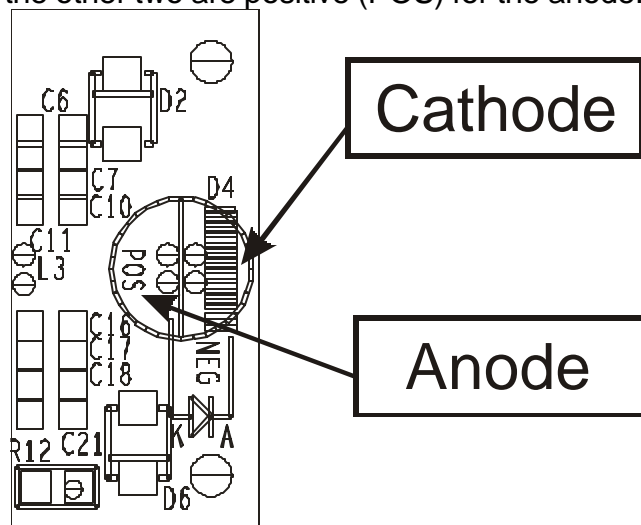 the other two are positive (POS) for the anode.
C6
D2
Cathode
C7
D4
C10
C11
POS
L3
C16
C17
NEG
Anode
C18
K
A
R12
C21
D6